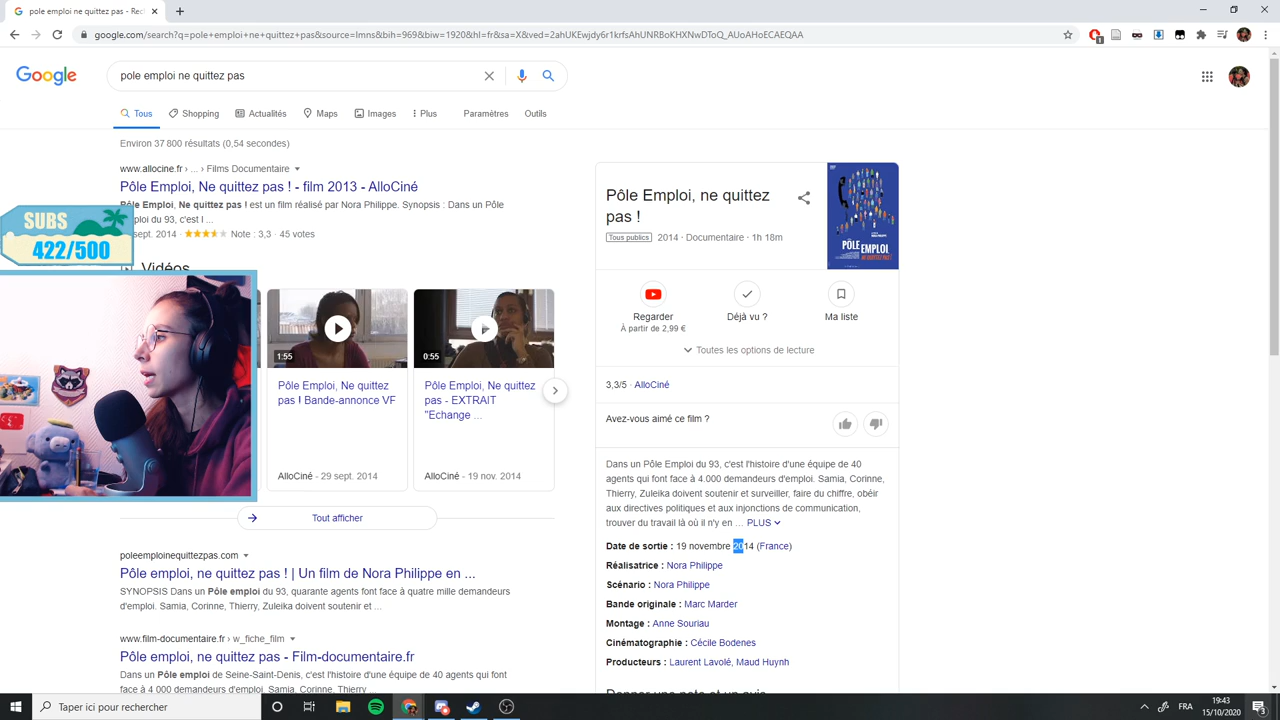 pole emploi ne quittez pas - Rec
google.com/search?q=pole+emploi+ne+quittez+pas&source=lmns&bih=969&biw=1920&hl=fr&sa=X&ved=2ahUKEwjdy6r1krfsAhUNRBoKHXNwDToQ_AUoAHoECAEQAA
1
Google
pole emploi ne quittez pas
Tous
Shopping
Actualités
Maps
Images
Plus
Paramètres
Outils
Environ 37 800 résultats (0,54 secondes)
www.allocine.fr › ... › Films Documentaire
Pôle Emploi, Ne quittez pas ! - film 2013 - AlloCiné
Pôle Emploi, Ne quittez pas ! est un film réalisé par Nora Philippe. Synopsis : Dans un Pôle
mploi du 93, c'est l ...
sept. 2014 · Note : 3,3 · 45 votes
SUBS
422/500
Vidéos
1:55
0:55
Pôle Emploi, Ne quittez
pas ! Bande-annonce VF
AlloCiné - 29 sept. 2014
Pôle Emploi, Ne quittez
pas - EXTRAIT
"Echange ...
AlloCiné - 19 nov. 2014
Tout afficher
poleemploinequittezpas.com
Pôle emploi, ne quittez pas ! | Un film de Nora Philippe en ...
SYNOPSIS Dans un Pôle emploi du 93, quarante agents font face à quatre mille demandeurs
d'emploi. Samia, Corinne, Thierry, Zuleika doivent soutenir et ...
www.film-documentaire.fr › w_fiche_film
Pôle emploi, ne quittez pas - Film-documentaire.fr
Dans un Pôle emploi de Seine-Saint-Denis, c'est l'histoire d'une équipe de 40 agents qui font
face à 4 000 demandeurs d'emploi. Samia, Corinne, Thierry ...
Pôle Emploi, ne quittez
pas !
Tous publics 2014 · Documentaire · 1h 18m
PÔLE
EMPLOI,
NE QUITTEZ PAS !
Regarder
À partir de 2,99 €
Déjà vu ?
Ma liste
Toutes les options de lecture
3,3/5 · AlloCiné
Avez-vous aimé ce film ?
Dans un Pôle Emploi du 93, c'est l'histoire d'une équipe de 40
agents qui font face à 4.000 demandeurs d'emploi. Samia, Corinne,
Thierry, Zuleika doivent soutenir et surveiller, faire du chiffre, obéir
aux directives politiques et aux injonctions de communication,
trouver du travail là où il n'y en ... PLUS
Date de sortie : 19 novembre 2014 (France)
Réalisatrice : Nora Philippe
Scénario : Nora Philippe
Bande originale : Marc Marder
Montage : Anne Souriau
Cinématographie : Cécile Bodenes
Producteurs : Laurent Lavolé, Maud Huynh
Donner une note et un avis
Taper ici pour rechercher
FRA
19:43
15/10/2020
3